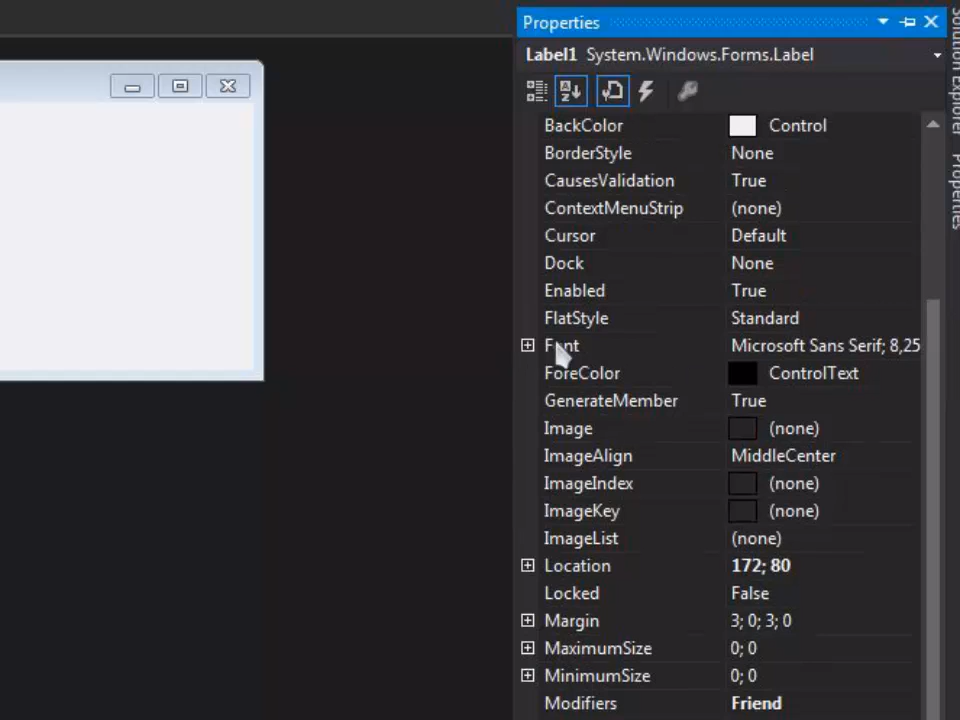 Properties
Label1 System.Windows.Forms.Label
BackColor Control
BorderStyle None
CausesValidation True
ContextMenuStrip (none)
Cursor Default
Dock None
Enabled True
FlatStyle Standard
Font Microsoft Sans Serif; 8,25
ForeColor ControlText
GenerateMember True
Image (none)
ImageAlign MiddleCenter
ImageIndex (none)
ImageKey (none)
ImageList (none)
Location 172; 80
Locked False
Margin 3; 0; 3; 0
MaximumSize 0; 0
MinimumSize 0; 0
Modifiers Friend
Solution Explorer
Properties